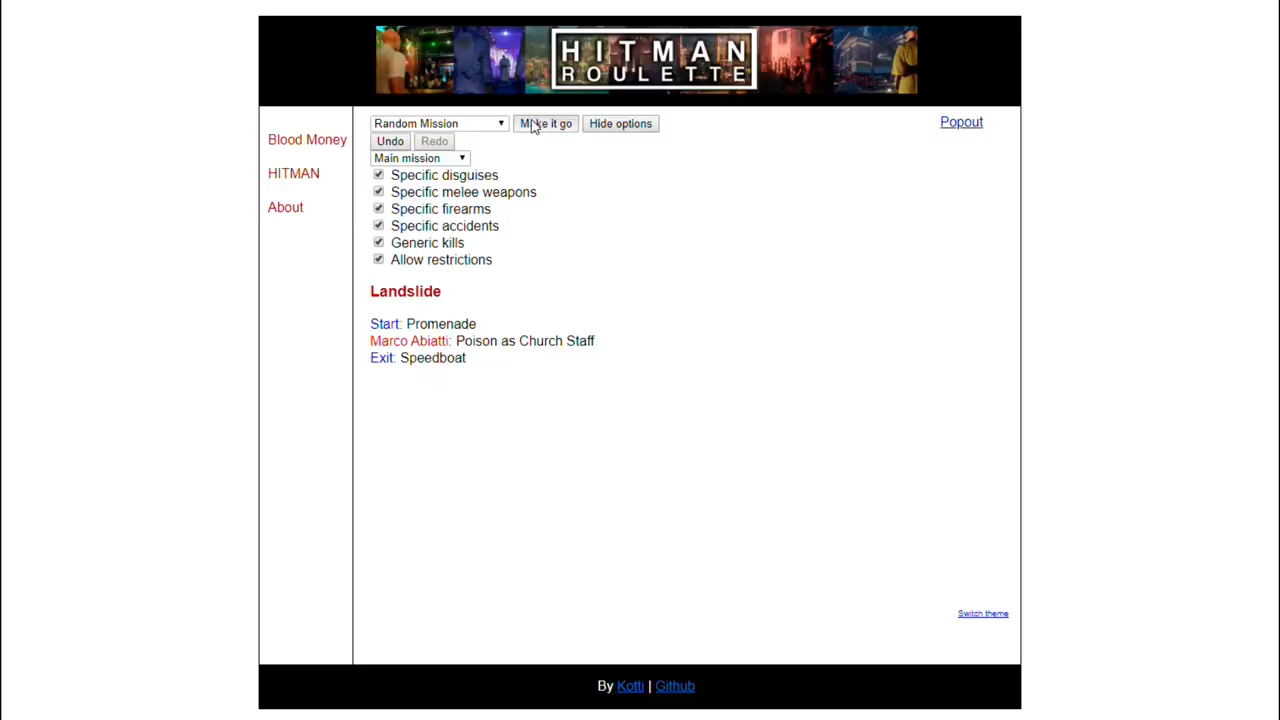 HITMAN
ROULETTE
Blood Money
HITMAN
About
Random Mission
Make it go
Hide options
Popout
Undo
Redo
Main mission
Specific disguises
Specific melee weapons
Specific firearms
Specific accidents
Generic kills
Allow restrictions
Landslide
Start: Promenade
Marco Abiatti: Poison as Church Staff
Exit: Speedboat
Switch theme
By Kotti | Github